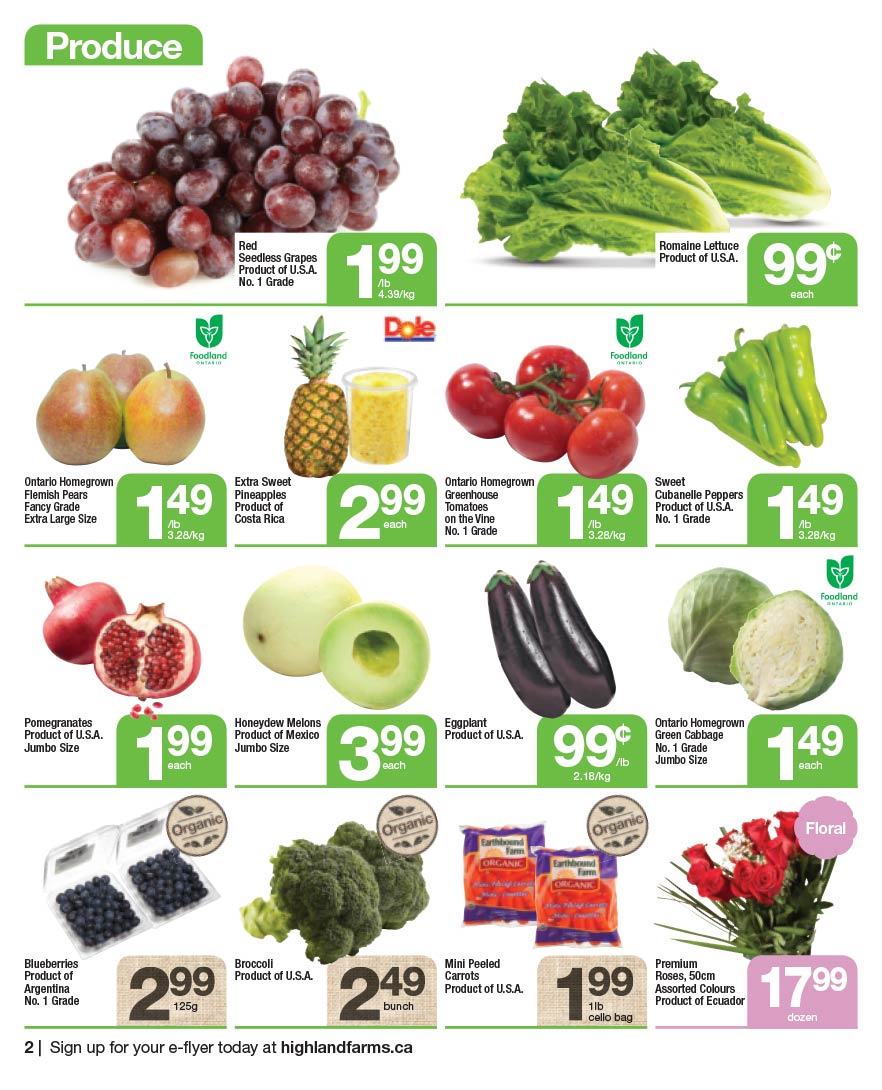 Produce
Red
Seedless Grapes
Product of U.S.A.
No. 1 Grade
1.99
/lb
4.39/kg
Romaine Lettuce
Product of U.S.A.
99¢
each
Foodland
ONTARIO
Ontario Homegrown
Flemish Pears
Fancy Grade
Extra Large Size
1.49
/lb
3.28/kg
Dole
Extra Sweet
Pineapples
Product of
Costa Rica
2.99
each
Foodland
ONTARIO
Ontario Homegrown
Greenhouse
Tomatoes
on the Vine
No. 1 Grade
1.49
/lb
3.28/kg
Sweet
Cubanelle Peppers
Product of U.S.A.
No. 1 Grade
1.49
/lb
3.28/kg
Pomegranates
Product of U.S.A.
Jumbo Size
1.99
each
Honeydew Melons
Product of Mexico
Jumbo Size
3.99
each
Eggplant
Product of U.S.A.
99¢
/lb
2.18/kg
Foodland
ONTARIO
Ontario Homegrown
Green Cabbage
No. 1 Grade
Jumbo Size
1.49
each
Organic
Blueberries
Product of
Argentina
No. 1 Grade
2.99
125g
Organic
Broccoli
Product of U.S.A.
2.49
bunch
Organic
Earthbound
Farm
ORGANIC
Earthbound
Farm
ORGANIC
Mini Peeled
Carrots
Product of U.S.A.
1.99
1lb
cello bag
Floral
Premium
Roses, 50cm
Assorted Colours
Product of Ecuador
17.99
dozen
2 | Sign up for your e-flyer today at highlandfarms.ca